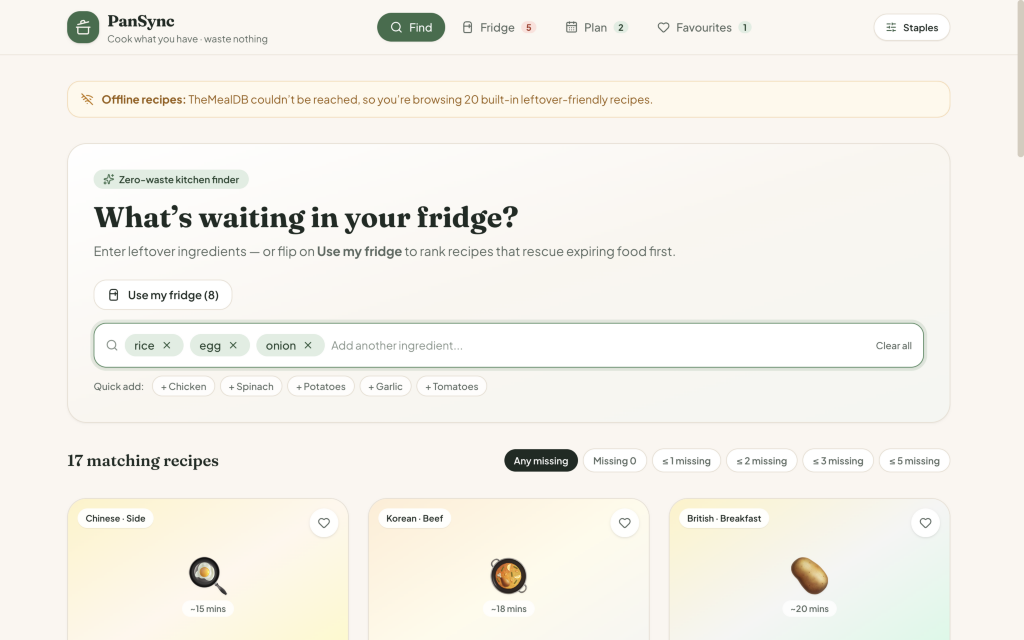 PanSync
Cook what you have · waste nothing
Find
Fridge 5
Plan 2
Favourites 1
Staples
Offline recipes: TheMealDB couldn't be reached, so you're browsing 20 built-in leftover-friendly recipes.
Zero-waste kitchen finder
What's waiting in your fridge?
Enter leftover ingredients — or flip on Use my fridge to rank recipes that rescue expiring food first.
Use my fridge (8)
rice × egg × onion × Add another ingredient... Clear all
Quick add: + Chicken + Spinach + Potatoes + Garlic + Tomatoes
17 matching recipes
Any missing Missing 0 ≤ 1 missing ≤ 2 missing ≤ 3 missing ≤ 5 missing
Chinese · Side
~15 mins
Korean · Beef
~18 mins
British · Breakfast
~20 mins